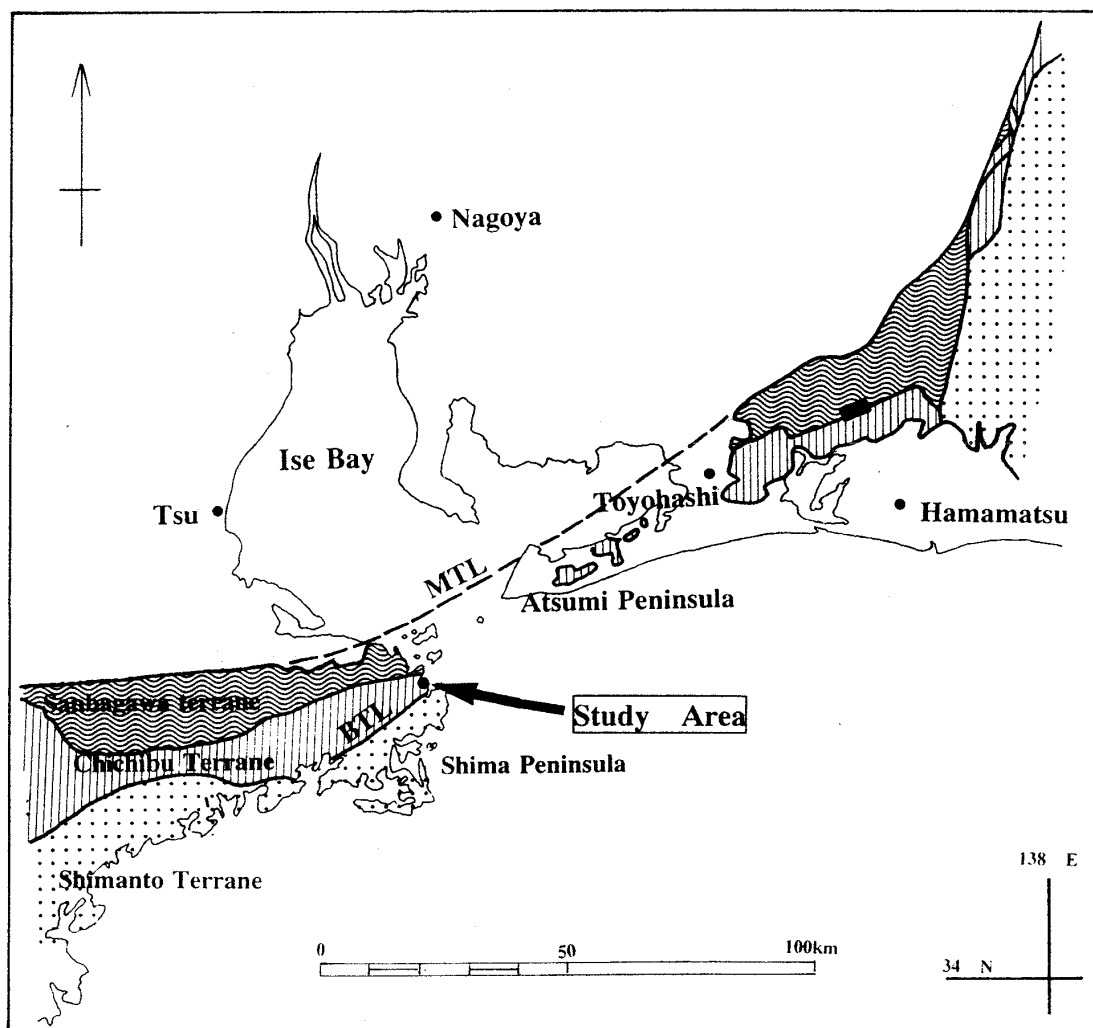 Nagoya
Ise Bay
Tsu
Toyohashi
Hamamatsu
MTL
Atsumi Peninsula
Sanbagawa terrane
BTL
Study Area
Chichibu Terrane
Shima Peninsula
Shimanto Terrane
138 E
0 50 100km
34 N